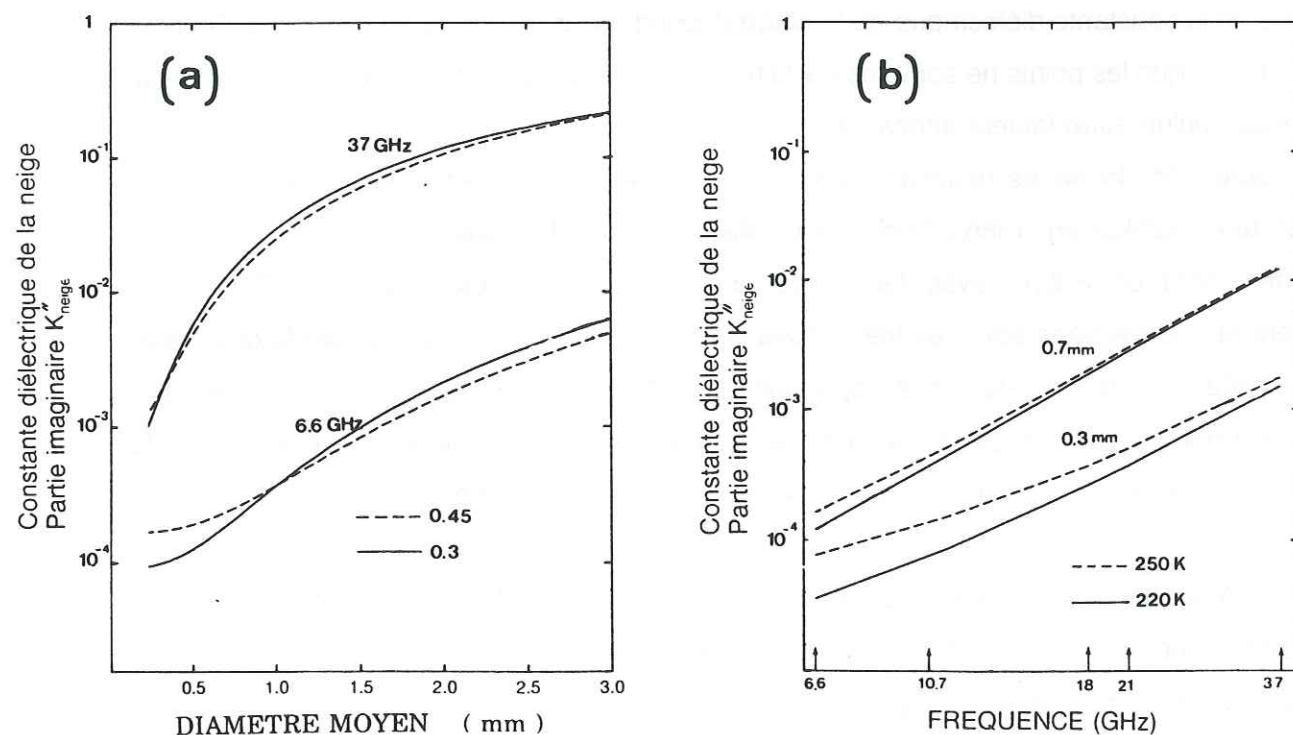 (a)
1
10⁻¹
10⁻²
10⁻³
10⁻⁴
Constante diélectrique de la neige
Partie imaginaire K''neige
37 GHz
6.6 GHz
0.45
0.3
0.5
1.0
1.5
2.0
2.5
3.0
DIAMETRE MOYEN ( mm )
(b)
1
10⁻¹
10⁻²
10⁻³
10⁻⁴
Constante diélectrique de la neige
Partie imaginaire K''neige
0.7 mm
0.3 mm
250 K
220 K
6.6
10.7
18
21
37
FREQUENCE (GHz)